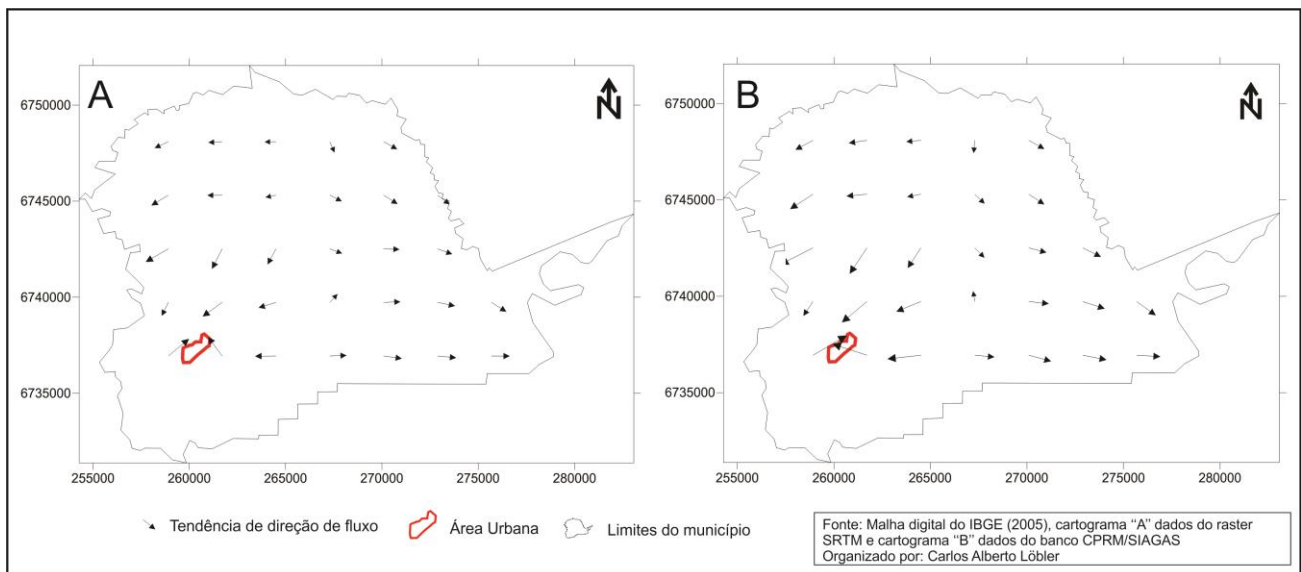 A
N
6750000
6745000
6740000
6735000
255000 260000 265000 270000 275000 280000
B
N
6750000
6745000
6740000
6735000
255000 260000 265000 270000 275000 280000
Tendência de direção de fluxo
Área Urbana
Limites do município
Fonte: Malha digital do IBGE (2005), cartograma “A” dados do raster
SRTM e cartograma “B” dados do banco CPRM/SIAGAS
Organizado por: Carlos Alberto Löbler